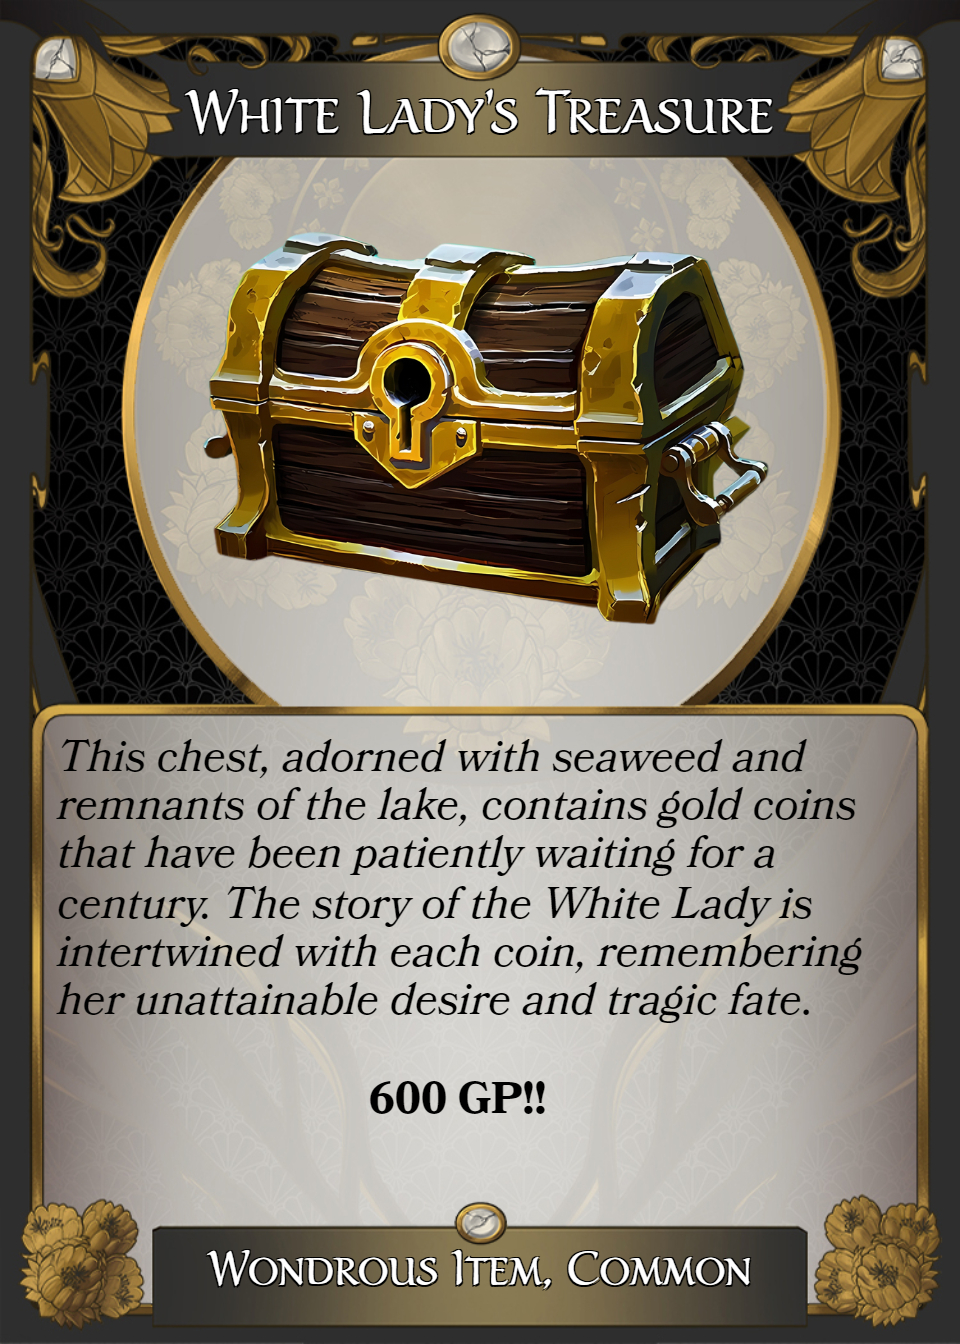 White Lady's Treasure
This chest, adorned with seaweed and
remnants of the lake, contains gold coins
that have been patiently waiting for a
century. The story of the White Lady is
intertwined with each coin, remembering
her unattainable desire and tragic fate.
600 GP!!
Wondrous Item, Common